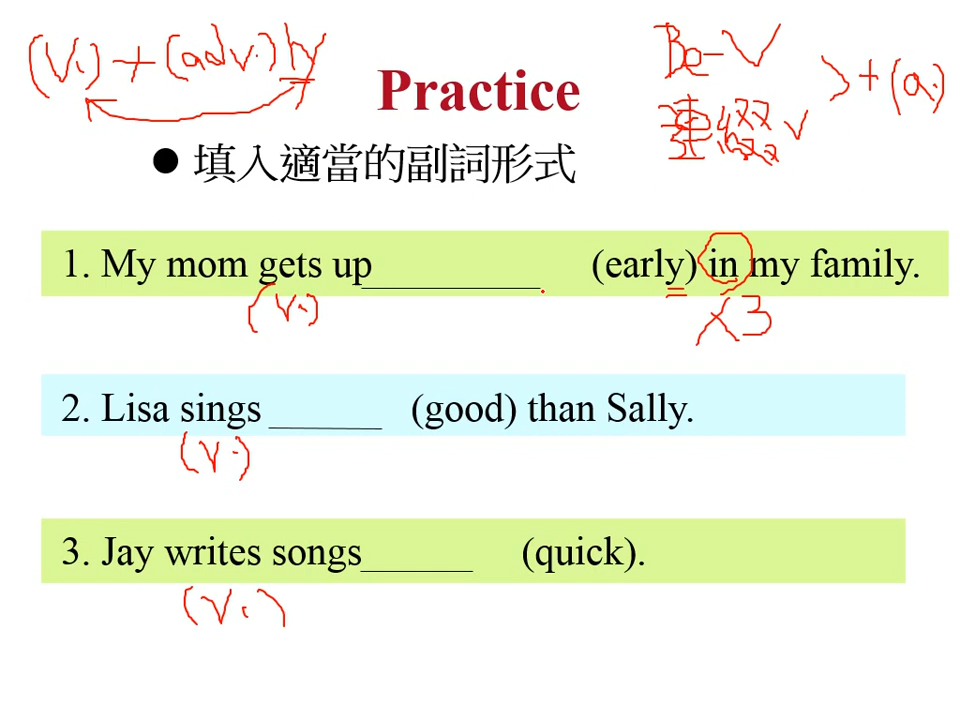 (V.) + (adv.) ly
Be-V
連綴 V
> + (a.)
Practice
● 填入適當的副詞形式
1. My mom gets up__________ (early) in my family.
(V.)
X3
2. Lisa sings ______ (good) than Sally.
(V.)
3. Jay writes songs______ (quick).
(V.)